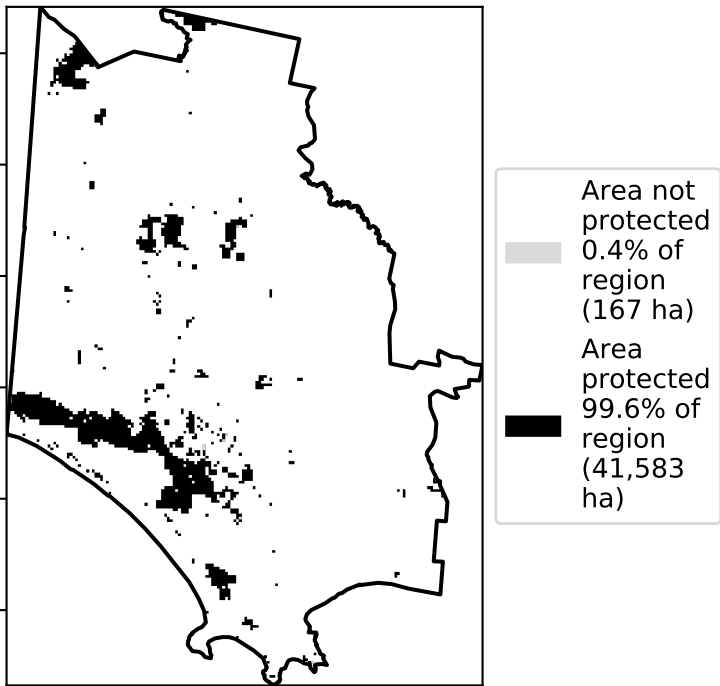 Area not
protected
0.4% of
region
(167 ha)
Area
protected
99.6% of
region
(41,583
ha)